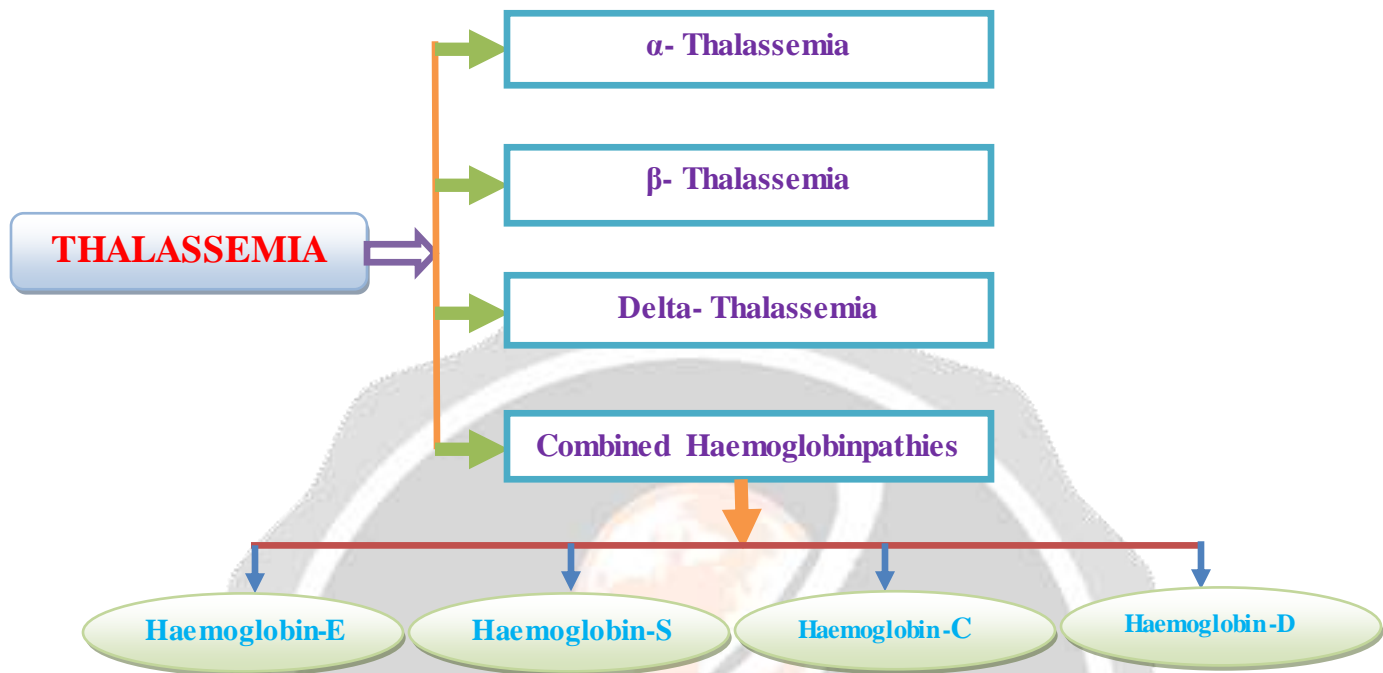 α- Thalassemia
β- Thalassemia
THALASSEMIA
Delta- Thalassemia
Combined Haemoglobinpathies
Haemoglobin-E
Haemoglobin-S
Haemoglobin-C
Haemoglobin-D